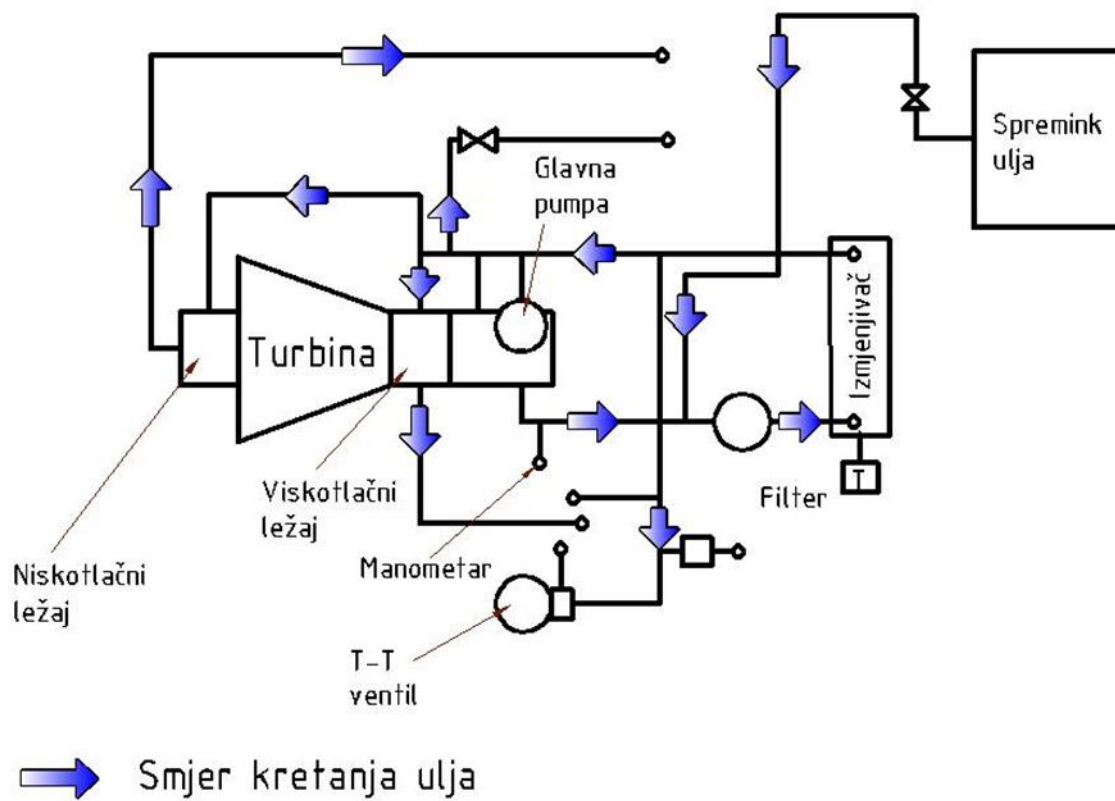 Spremink
ulja
Glavna
pumpa
Turbina
Izmjenjivač
Viskotlačni
ležaj
Filter
T
Manometar
Niskotlačni
ležaj
T-T
ventil
Smjer kretanja ulja